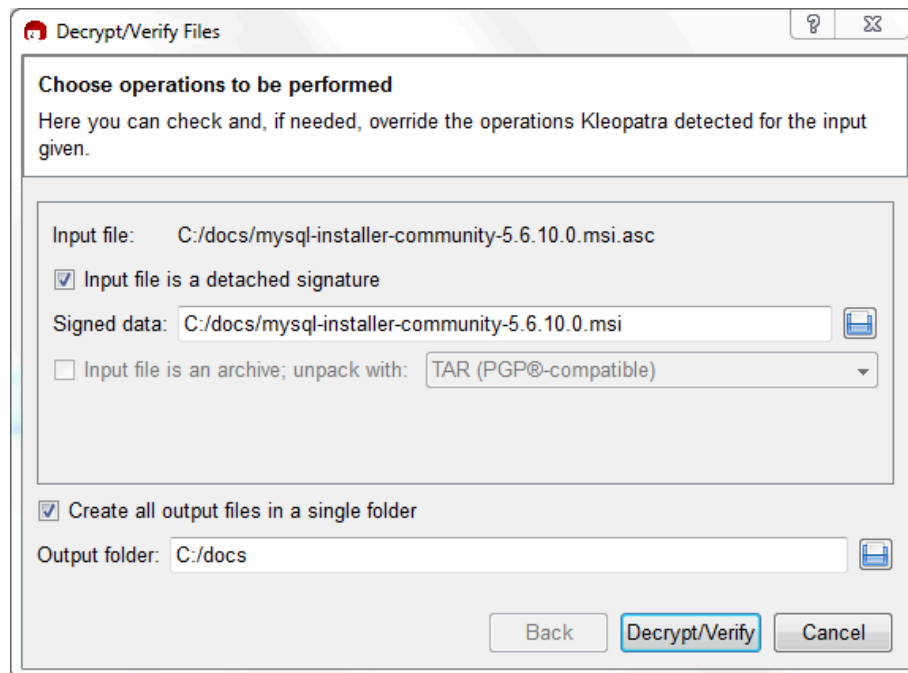 Decrypt/Verify Files
Choose operations to be performed
Here you can check and, if needed, override the operations Kleopatra detected for the input
given.
Input file: C:/docs/mysql-installer-community-5.6.10.0.msi.asc
Input file is a detached signature
Signed data: C:/docs/mysql-installer-community-5.6.10.0.msi
Input file is an archive; unpack with: TAR (PGP®-compatible)
Create all output files in a single folder
Output folder: C:/docs
Back Decrypt/Verify Cancel